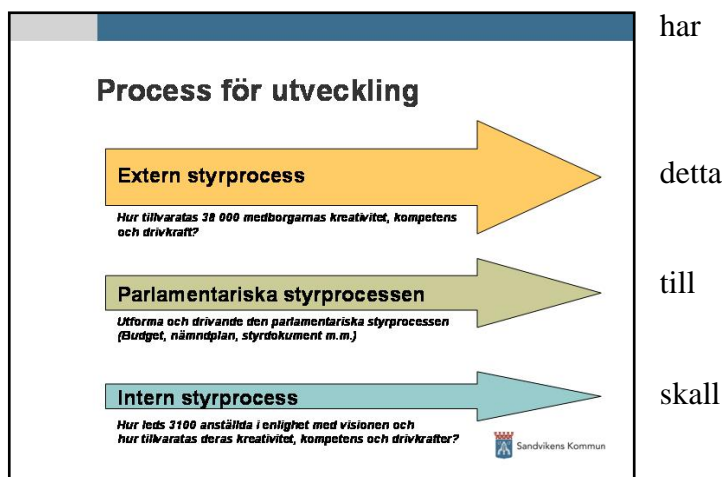 har
Process för utveckling
Extern styrprocess
Hur tillvaratas 38 000 medborgarnas kreativitet, kompetens
och drivkraft?
detta
Parlamentariska styrprocessen
Utforma och drivande den parlamentariska styrprocessen
(Budget, nämndplan, styrdokument m.m.)
till
Intern styrprocess
Hur leds 3100 anställda i enlighet med visionen och
hur tillvaratas deras kreativitet, kompetens och drivkrafter?
skall
Sandvikens Kommun